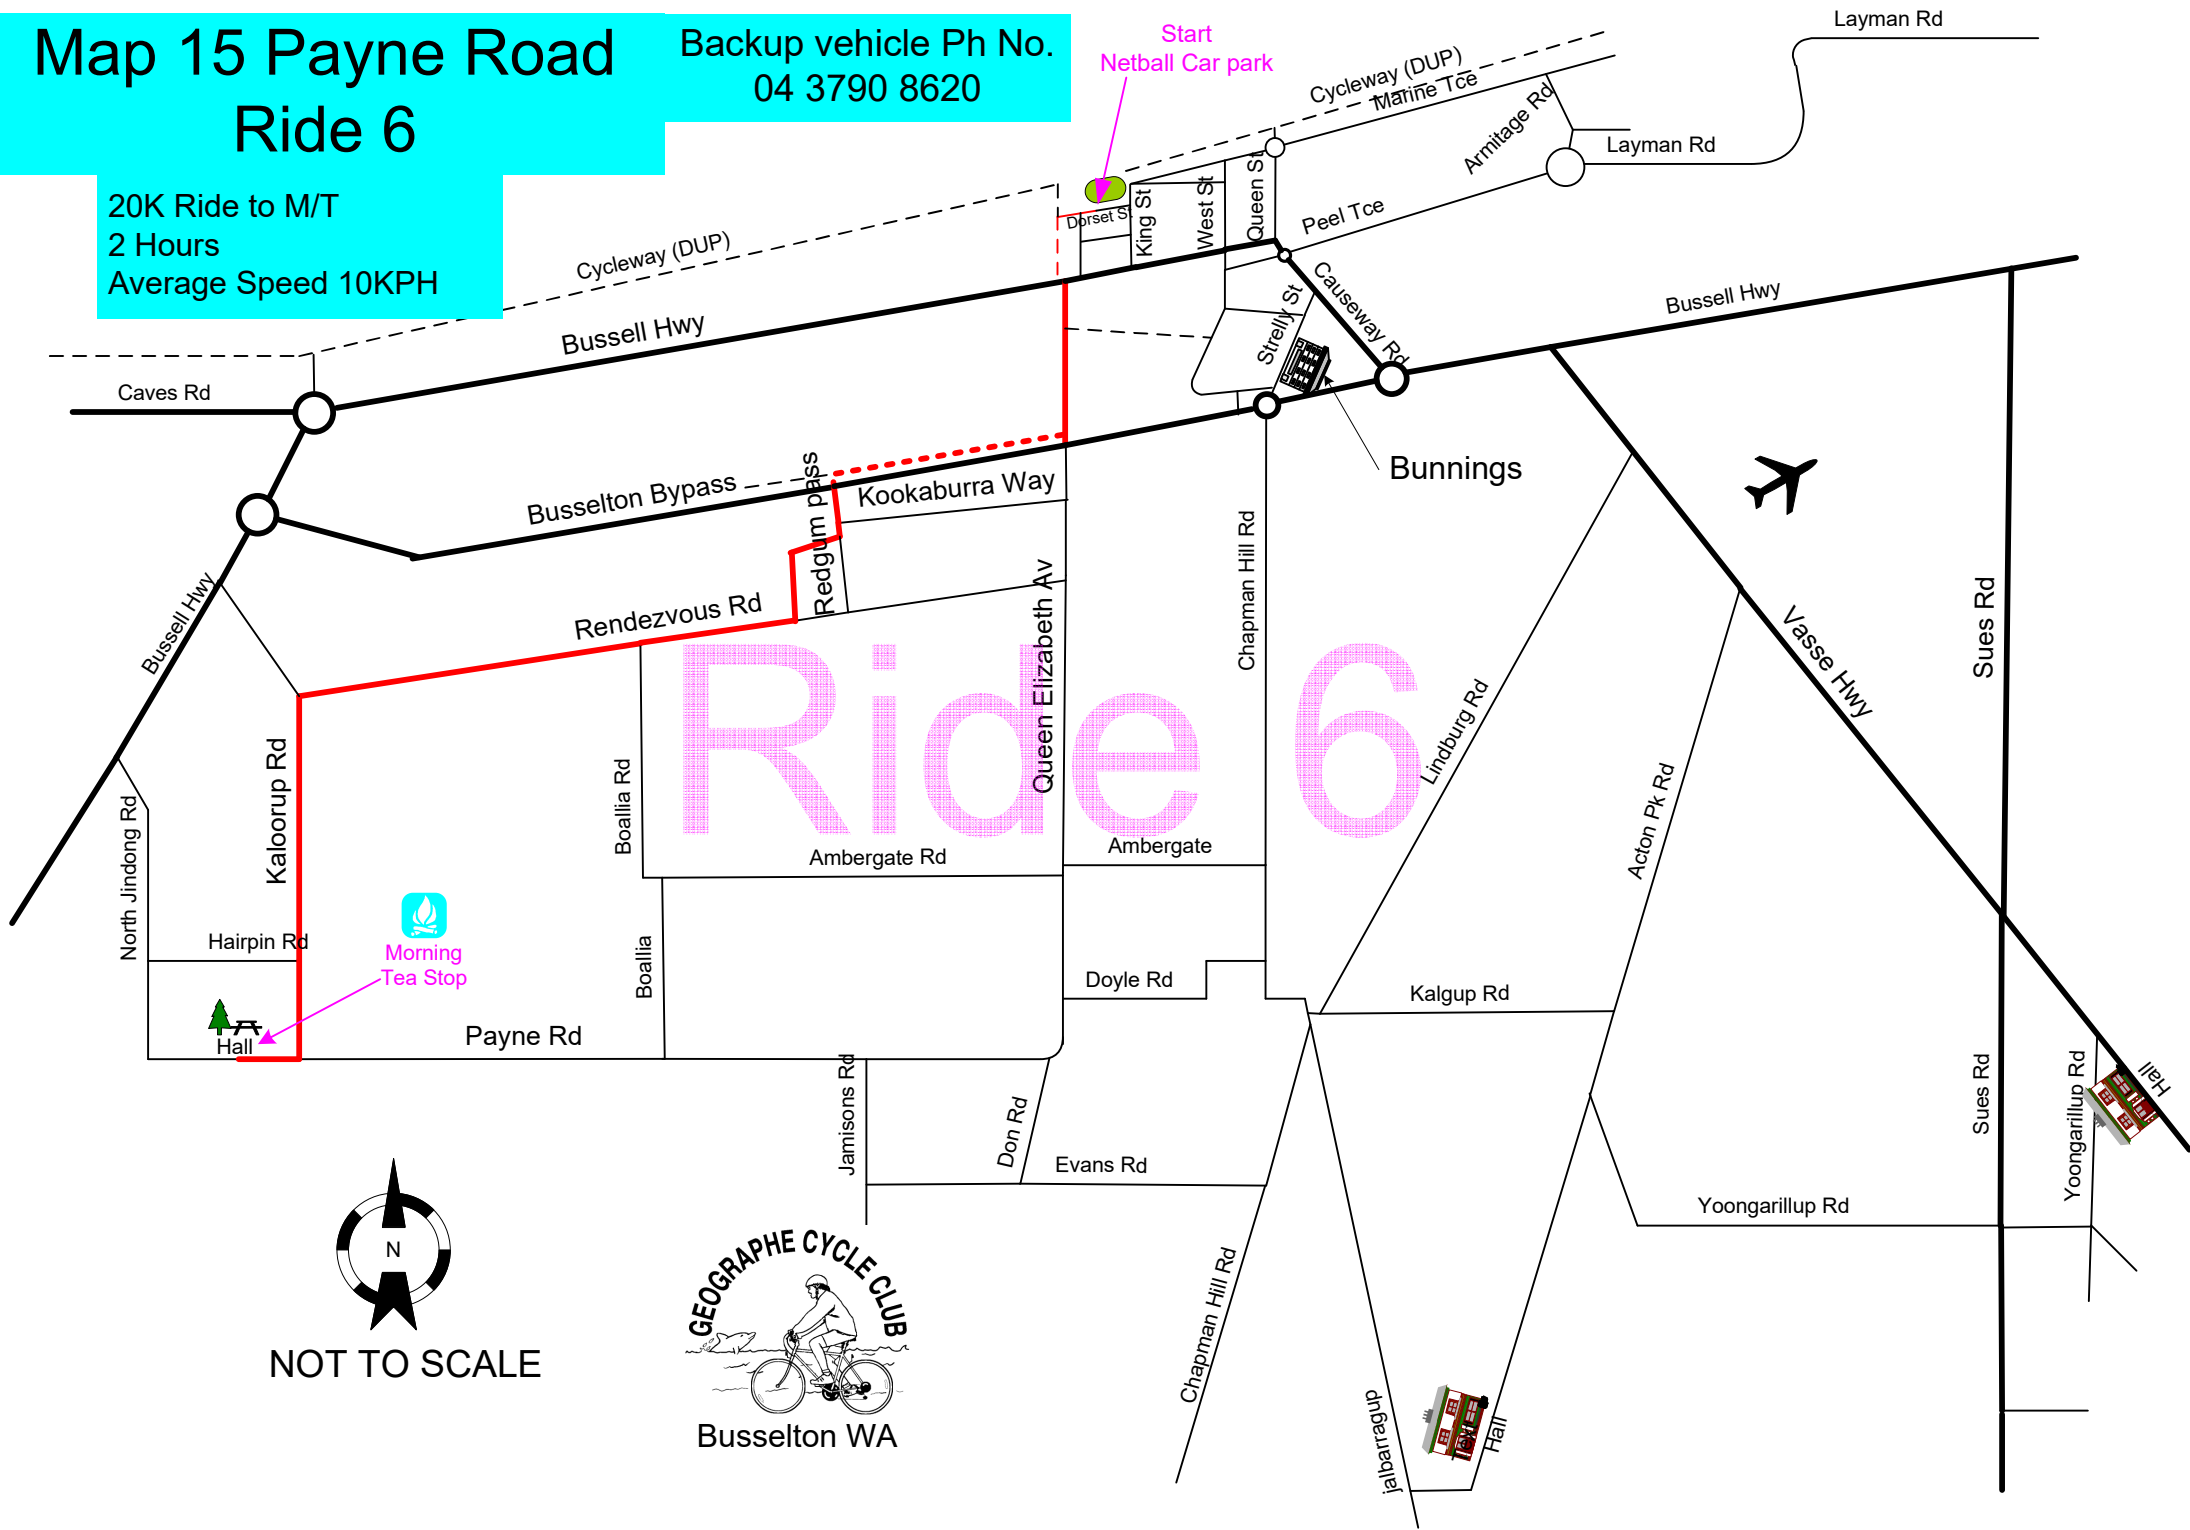 Map 15 Payne Road
Ride 6
Backup vehicle Ph No.
04 3790 8620
20K Ride to M/T
2 Hours
Average Speed 10KPH
Start
Netball Car park
Layman Rd
Cycleway (DUP)
Marine Tce
Armitage Rd
Layman Rd
Dorset St
King St
West St
Queen St
Peel Tce
Cycleway (DUP)
Bussell Hwy
Causeway Rd
Strelly St
Bussell Hwy
Caves Rd
Bunnings
Busselton Bypass
Redgum pass
Kookaburra Way
Chapman Hill Rd
Bussell Hwy
Rendezvous Rd
Queen Elizabeth Av
Sues Rd
Vasse Hwy
Ride 6
Lindburg Rd
Acton Pk Rd
Kaloorup Rd
Boallia Rd
North Jindong Rd
Ambergate Rd
Ambergate
Hairpin Rd
Morning
Tea Stop
Boallia
Doyle Rd
Kalgup Rd
Hall
Payne Rd
Jamisons Rd
Don Rd
Evans Rd
Sues Rd
Yoongarillup Rd
Hall
Yoongarillup Rd
N
NOT TO SCALE
GEOGRAPHE CYCLE CLUB
Busselton WA
Chapman Hill Rd
jalbarragup
Hall